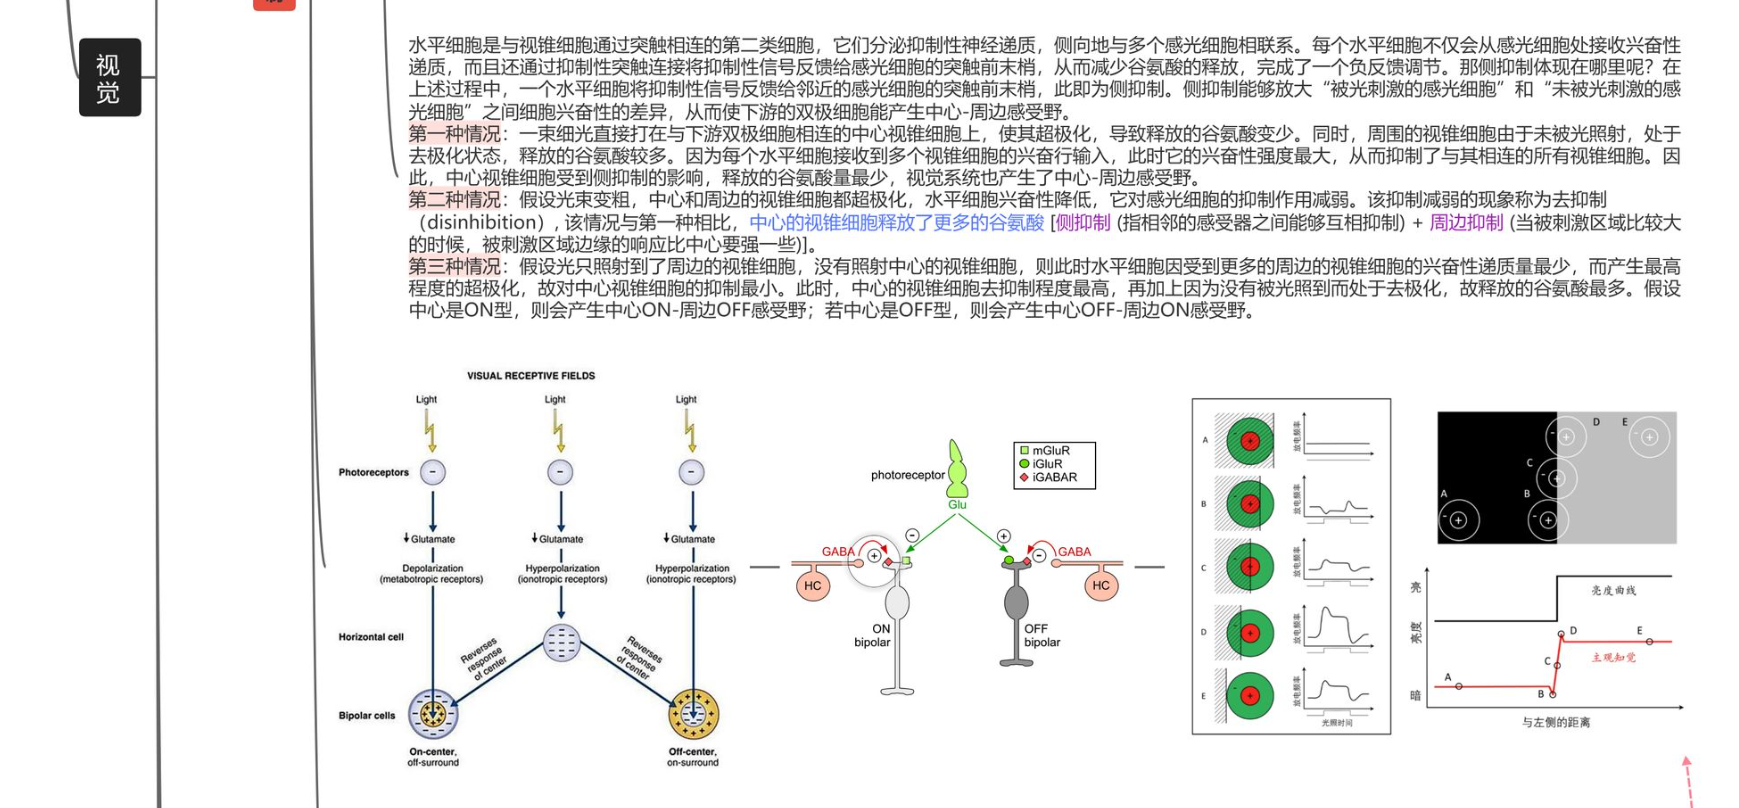 视
觉
水平细胞是与视锥细胞通过突触相连的第二类细胞，它们分泌抑制性神经递质，侧向地与多个感光细胞相联系。每个水平细胞不仅会从感光细胞处接收兴奋性
递质，而且还通过抑制性突触连接将抑制性信号反馈给感光细胞的突触前末梢，从而减少谷氨酸的释放，完成了一个负反馈调节。那侧抑制体现在哪里呢？在
上述过程中，一个水平细胞将抑制性信号反馈给邻近的感光细胞的突触前末梢，此即为侧抑制。侧抑制能够放大“被光刺激的感光细胞”和“未被光刺激的感
光细胞”之间细胞兴奋性的差异，从而使下游的双极细胞能产生中心-周边感受野。
第一种情况：一束细光直接打在与下游双极细胞相连的中心视锥细胞上，使其超极化，导致释放的谷氨酸变少。同时，周围的视锥细胞由于未被光照射，处于
去极化状态，释放的谷氨酸较多。因为每个水平细胞接收到多个视锥细胞的兴奋行输入，此时它的兴奋性强度最大，从而抑制了与其相连的所有视锥细胞。因
此，中心视锥细胞受到侧抑制的影响，释放的谷氨酸量最少，视觉系统也产生了中心-周边感受野。
第二种情况：假设光束变粗，中心和周边的视锥细胞都超极化，水平细胞兴奋性降低，它对感光细胞的抑制作用减弱。该抑制减弱的现象称为去抑制
（disinhibition）, 该情况与第一种相比，中心的视锥细胞释放了更多的谷氨酸 [侧抑制 (指相邻的感受器之间能够互相抑制) + 周边抑制 (当被刺激区域比较大
的时候，被刺激区域边缘的响应比中心要强一些)]。
第三种情况：假设光只照射到了周边的视锥细胞，没有照射中心的视锥细胞，则此时水平细胞因受到更多的周边的视锥细胞的兴奋性递质量最少，而产生最高
程度的超极化，故对中心视锥细胞的抑制最小。此时，中心的视锥细胞去抑制程度最高，再加上因为没有被光照到而处于去极化，故释放的谷氨酸最多。假设
中心是ON型，则会产生中心ON-周边OFF感受野；若中心是OFF型，则会产生中心OFF-周边ON感受野。
VISUAL RECEPTIVE FIELDS
Light Light Light
Photoreceptors
↓Glutamate ↓Glutamate ↓Glutamate
Depolarization
(metabotropic receptors)
Hyperpolarization
(ionotropic receptors)
Hyperpolarization
(ionotropic receptors)
Horizontal cell
Reverses
response
of center
Reverses
response
of center
Bipolar cells
On-center,
off-surround
Off-center,
on-surround
mGluR
iGluR
iGABAR
photoreceptor
Glu
GABA
GABA
HC
HC
ON
bipolar
OFF
bipolar
A
放电频率
B
放电频率
C
放电频率
D
放电频率
E
放电频率
光照时间
D E
C
A B
亮
亮度
暗
亮度曲线
D E
主观知觉
C
A
B
与左侧的距离